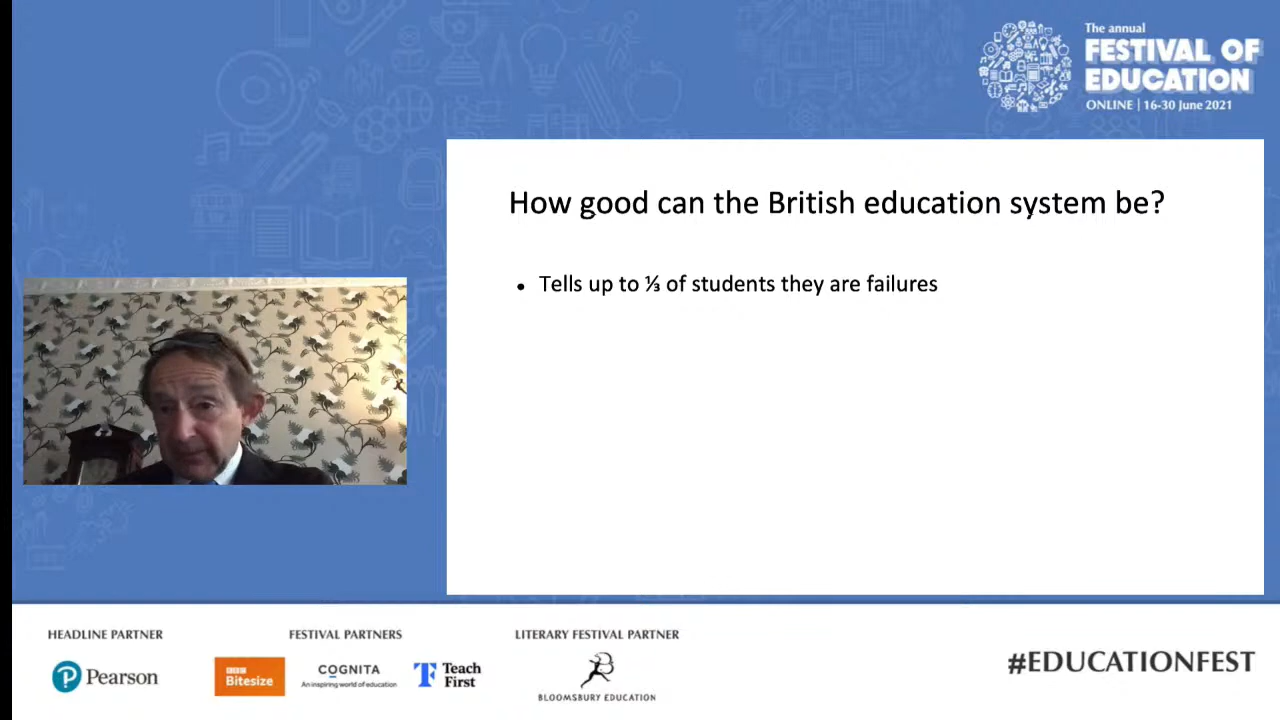 The annual
FESTIVAL OF
EDUCATION
ONLINE | 16-30 June 2021
How good can the British education system be?
• Tells up to ⅓ of students they are failures
HEADLINE PARTNER
FESTIVAL PARTNERS
LITERARY FESTIVAL PARTNER
Pearson
BBC
Bitesize
COGNITA
An inspiring world of education
Teach
First
BLOOMSBURY EDUCATION
#EDUCATIONFEST